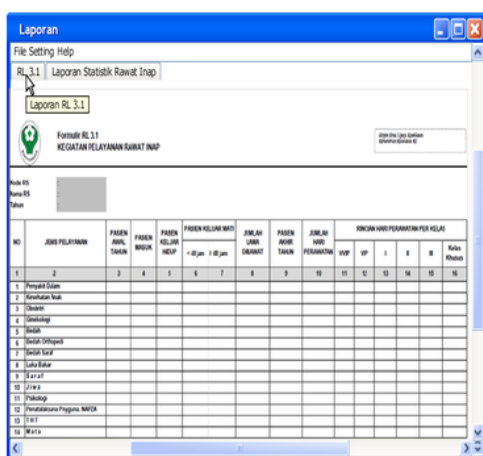 Laporan
File Setting Help
RL 3.1 Laporan Statistik Rawat Inap
Laporan RL 3.1
Formulir RL 3.1
KEGIATAN PELAYANAN RAWAT INAP
Kode RS :
Nama RS :
Tahun :
NO JENIS PELAYANAN PASIEN AWAL TAHUN PASIEN MASUK PASIEN KELUAR HIDUP PASIEN KELUAR MATI JUMLAH LAMA DIRAWAT PASIEN AKHIR TAHUN JUMLAH HARI PERAWATAN RINCIAN HARI PERAWATAN PER KELAS
< 48 jam ≥ 48 jam VVIP VIP I II III Kelas Khusus
1 2 3 4 5 6 7 8 9 10 11 12 13 14 15 16
1 Penyakit Dalam
2 Kesehatan Anak
3 Obstetri
4 Ginekologi
5 Bedah
6 Bedah Orthopedi
7 Bedah Saraf
8 Luka Bakar
9 Saraf
10 Jiwa
11 Psikologi
12 Penatalaksana Pnyguna. NAPZA
13 THT
14 Mata